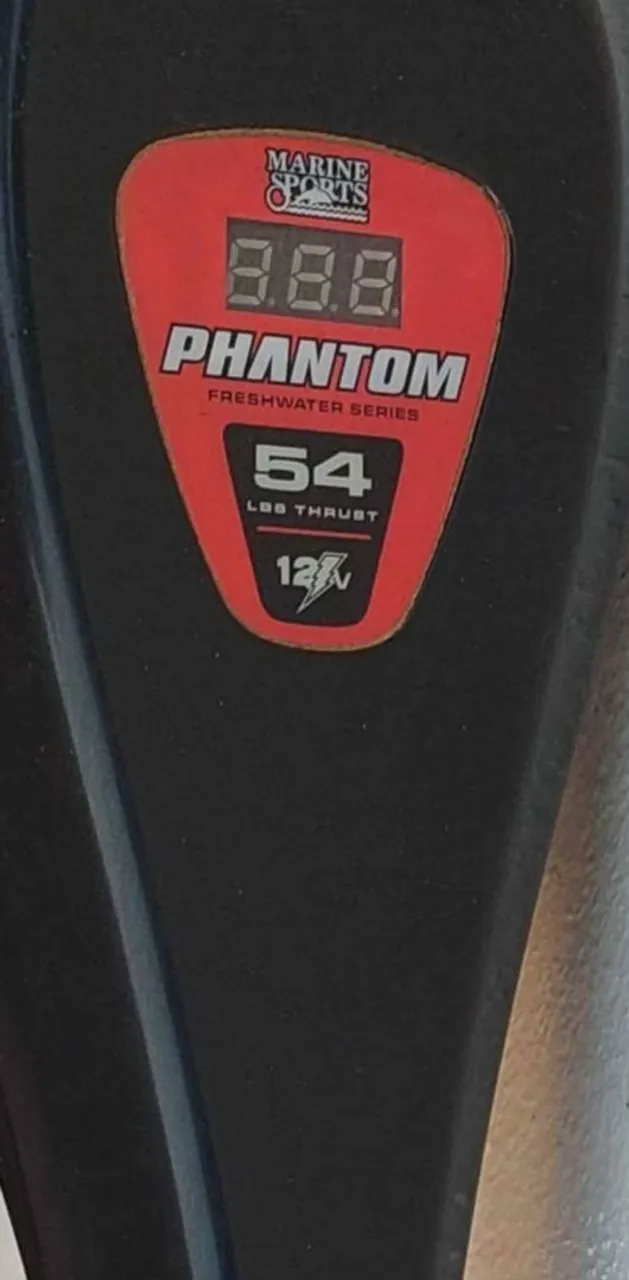 MARINE
SPORTS
PHANTOM
FRESHWATER SERIES
54
LBS THRUST
12V